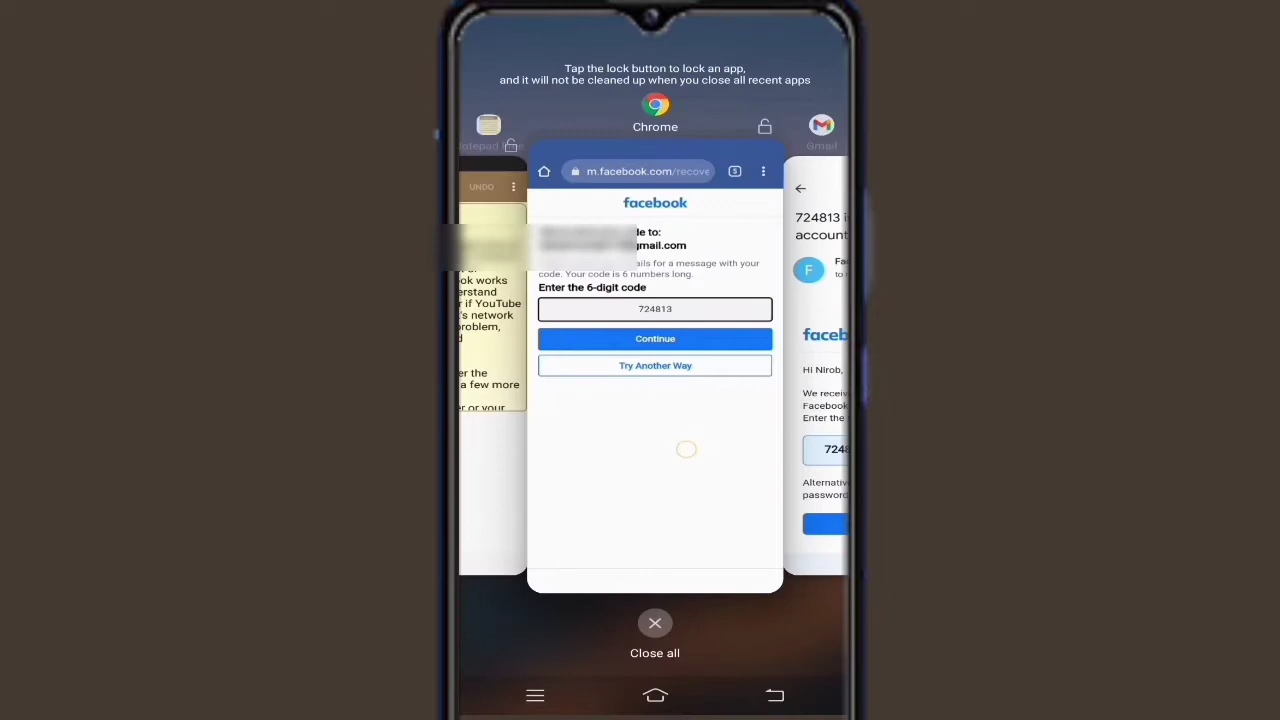 Tap the lock button to lock an app,
and it will not be cleaned up when you close all recent apps
Chrome
Gmail
UNDO
ok works
erstand
r if YouTube
's network
problem,
d
er the
a few more
er or your
m.facebook.com/recove
5
facebook
de to:
gmail.com
ails for a message with your
code. Your code is 6 numbers long.
Enter the 6-digit code
724813
Continue
Try Another Way
724813 i
account
F
Fa
to
faceb
Hi Nirob,
We receiv
Facebook
Enter the
7248
Alternativ
password
Close all